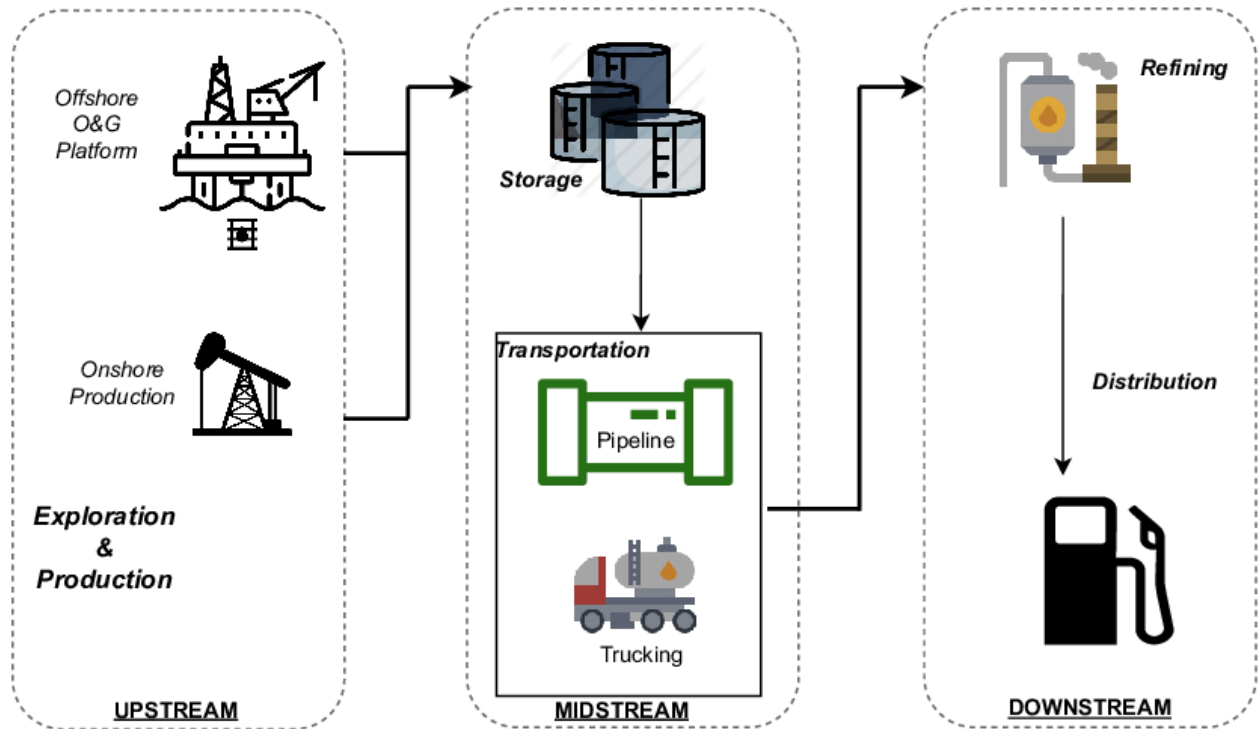 Offshore
O&G
Platform
Onshore
Production
Exploration
&
Production
UPSTREAM
Storage
Transportation
Pipeline
Trucking
MIDSTREAM
Refining
Distribution
DOWNSTREAM